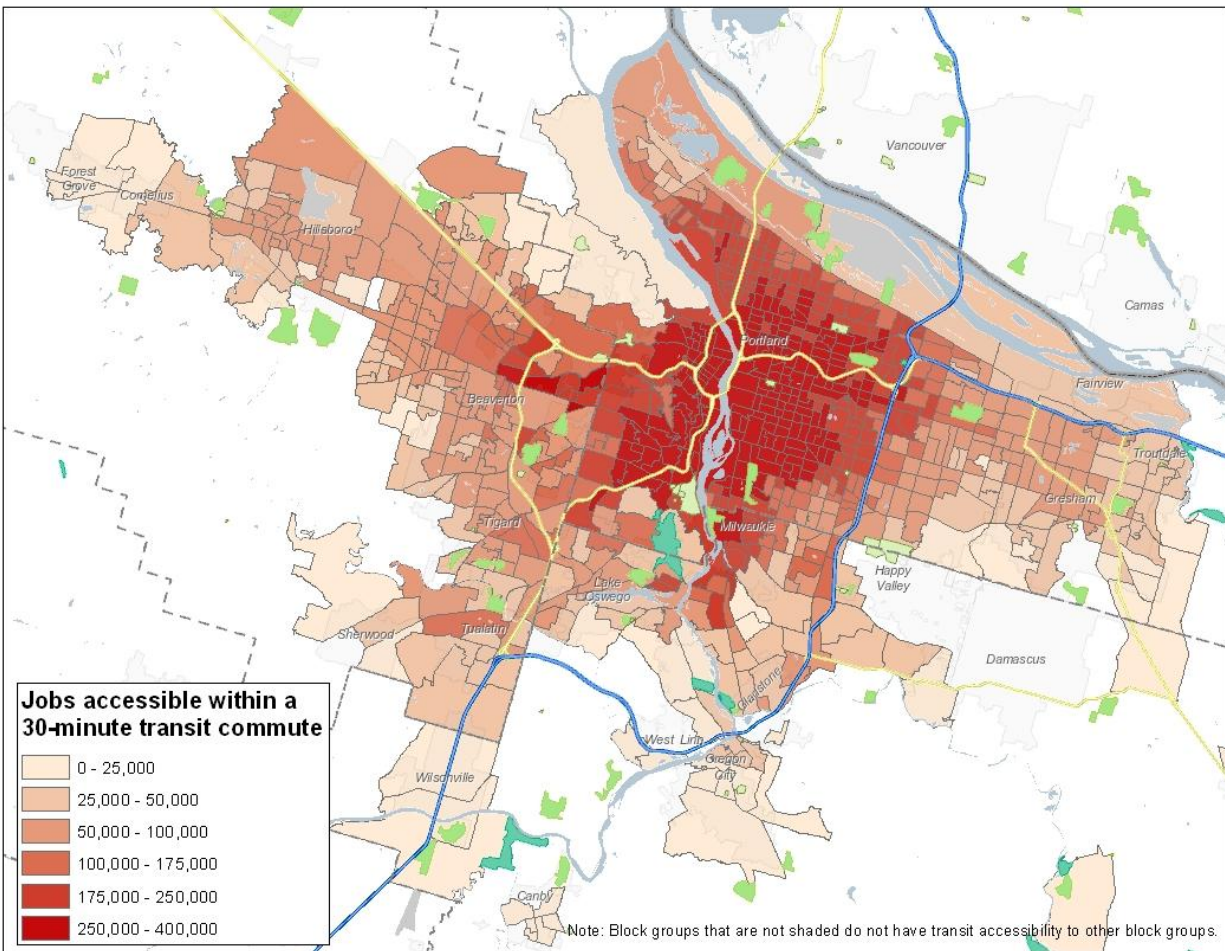 Vancouver
Forest
Grove
Cornelius
Hillsboro
Camas
Portland
Fairview
Beaverton
Troutdale
Gresham
Tigard
Milwaukie
Happy
Valley
Lake
Oswego
Sherwood
Tualatin
Damascus
Gladstone
West Linn
Oregon
City
Wilsonville
Canby
Jobs accessible within a
30-minute transit commute
0 - 25,000
25,000 - 50,000
50,000 - 100,000
100,000 - 175,000
175,000 - 250,000
250,000 - 400,000
Note: Block groups that are not shaded do not have transit accessibility to other block groups.